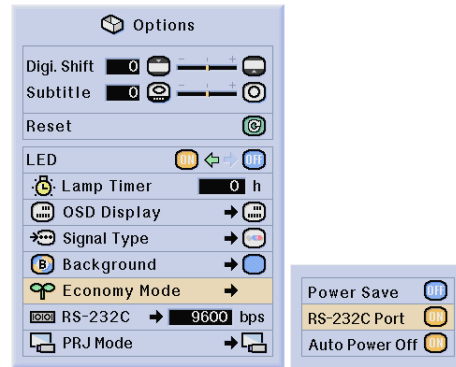 Options
Digi. Shift 0
Subtitle 0
Reset
LED ON OFF
Lamp Timer 0 h
OSD Display
Signal Type
B Background
Economy Mode
RS-232C 9600 bps
PRJ Mode
Power Save OFF
RS-232C Port ON
Auto Power Off ON